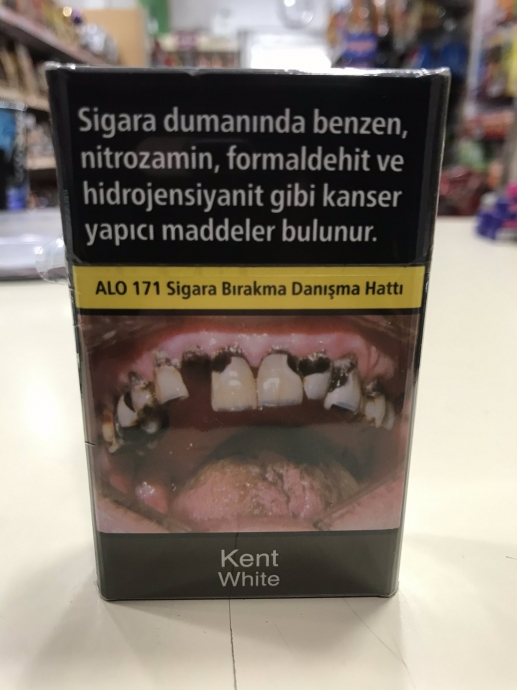 Sigara dumanında benzen,
nitrozamin, formaldehit ve
hidrojensiyanit gibi kanser
yapıcı maddeler bulunur.
ALO 171 Sigara Bırakma Danışma Hattı
Kent
White